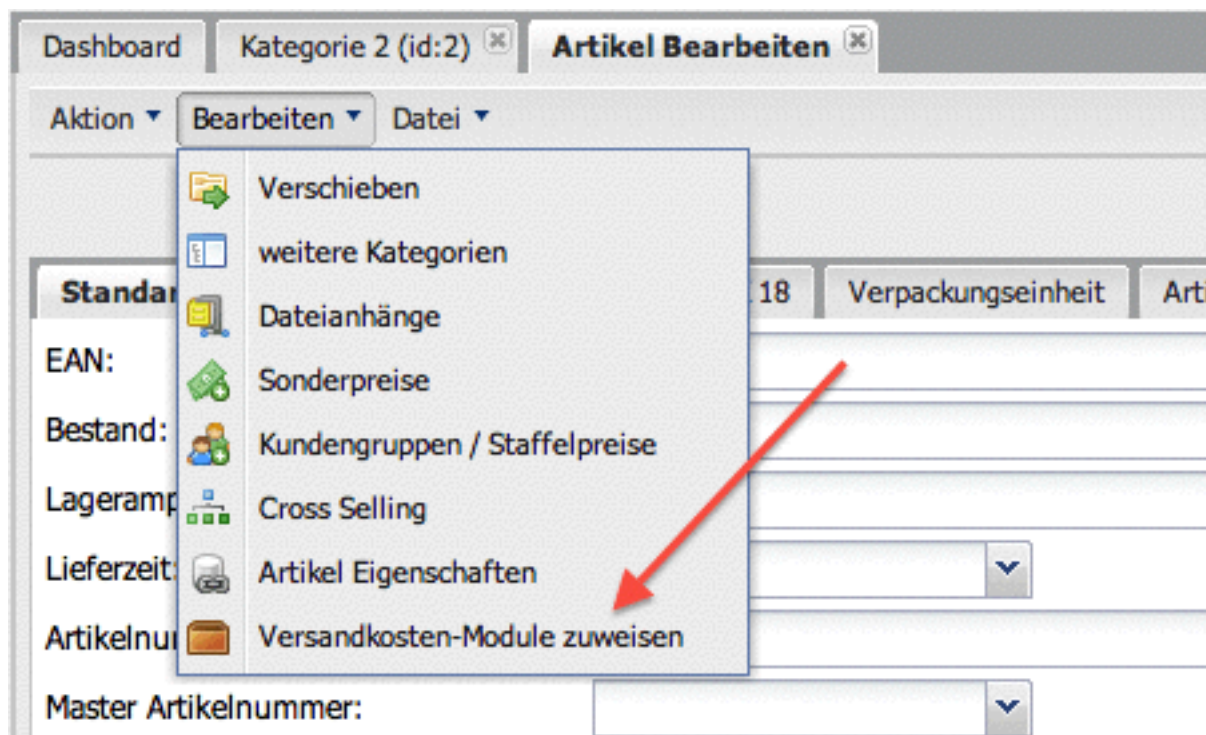 Dashboard Kategorie 2 (id:2) Artikel Bearbeiten
Aktion Bearbeiten Datei
Verschieben
weitere Kategorien
18 Verpackungseinheit
Dateianhänge
EAN:
Sonderpreise
Bestand:
Kundengruppen / Staffelpreise
Cross Selling
Lieferzeit:
Artikel Eigenschaften
Versandkosten-Module zuweisen
Master Artikelnummer: